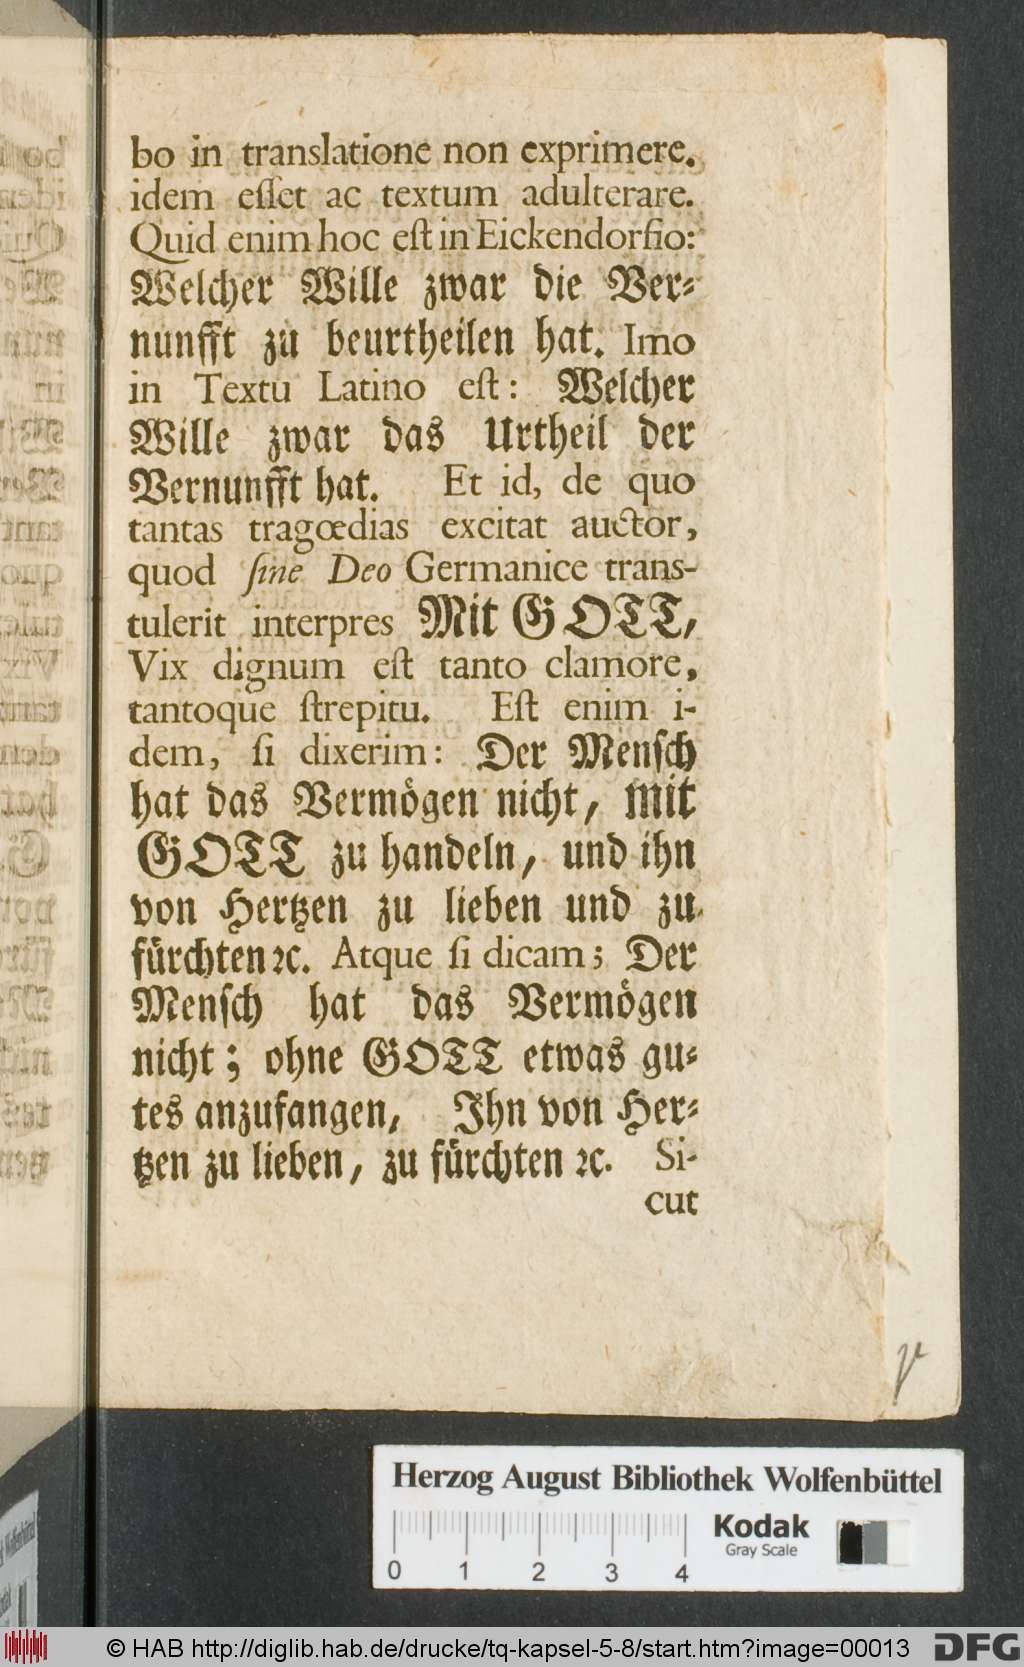 bo in translatione non exprimere.
idem eſſet ac textum adulterare.
Quid enim hoc eſt in Eickendorfio:
Welcher Wille zwar die Ver⸗
nunfft zu beurtheilen hat. Imo
in Textu Latino eſt: Welcher
Wille zwar das Urtheil der
Vernunfft hat. Et id, de quo
tantas tragœdias excitat auctor,
quod ſine Deo Germanice trans-
tulerit interpres Mit GOTT,
Vix dignum eſt tanto clamore,
tantoque ſtrepitu. Eſt enim i-
dem, ſi dixerim: Der Menſch
hat das Vermögen nicht, mit
GOTT zu handeln, und ihn
von Hertzen zu lieben und zu
fürchten ꝛc. Atque ſi dicam; Der
Menſch hat das Vermögen
nicht; ohne GOTT etwas gu⸗
tes anzufangen, Ihn von Her⸗
tzen zu lieben, zu fürchten ꝛc. Si-
cut
Herzog August Bibliothek Wolfenbüttel
Kodak
Gray Scale
0 1 2 3 4
© HAB http://diglib.hab.de/drucke/tq-kapsel-5-8/start.htm?image=00013
DFG